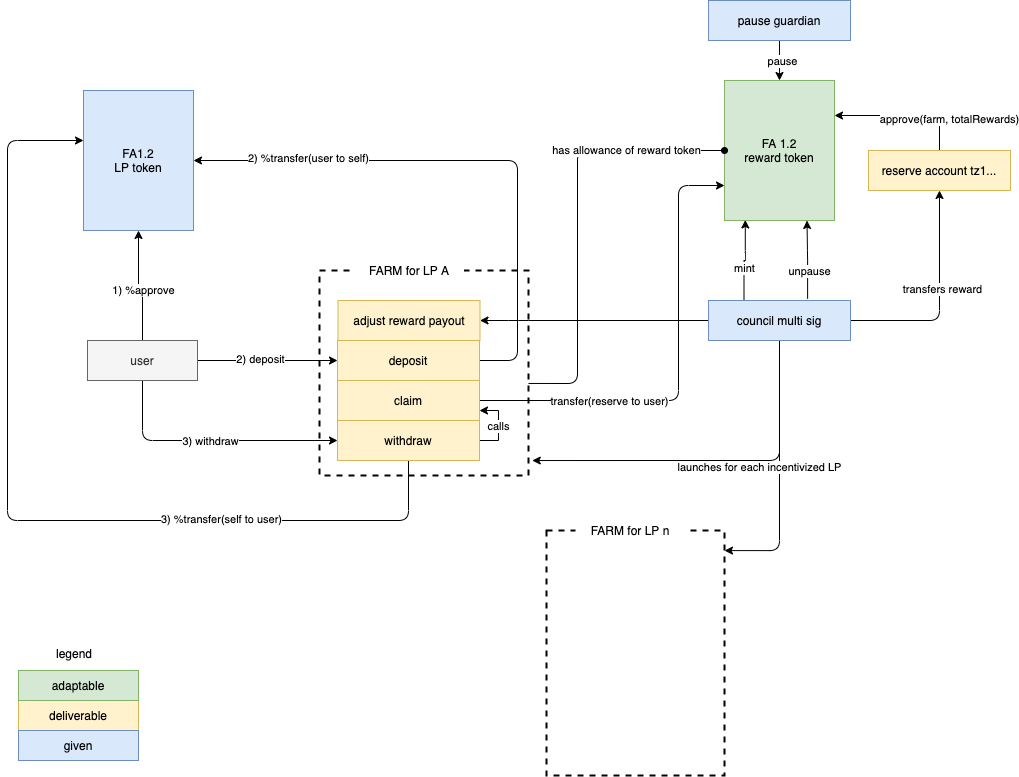 pause guardian
pause
FA1.2
LP token
2) %transfer(user to self)
has allowance of reward token
FA 1.2
reward token
approve(farm, totalRewards)
reserve account tz1...
1) %approve
FARM for LP A
mint
unpause
transfers reward
adjust reward payout
council multi sig
user
2) deposit
deposit
claim
transfer(reserve to user)
calls
3) withdraw
withdraw
launches for each incentivized LP
3) %transfer(self to user)
FARM for LP n
legend
adaptable
deliverable
given